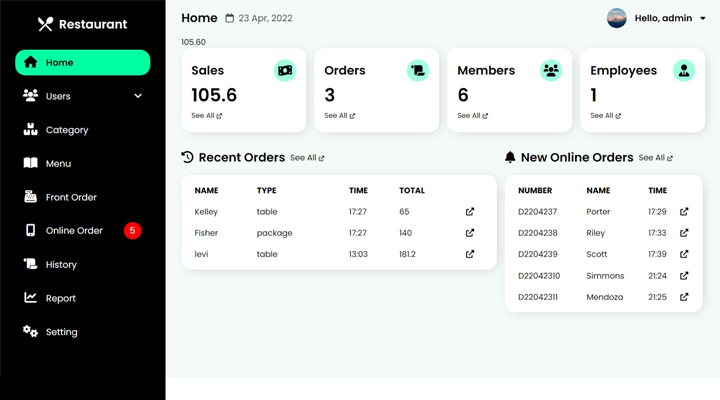 Restaurant
Home
Users
Category
Menu
Front Order
Online Order 5
History
Report
Setting
Home 23 Apr, 2022
Hello, admin
105.60
Sales
105.6
See All
Orders
3
See All
Members
6
See All
Employees
1
See All
Recent Orders See All
NAME TYPE TIME TOTAL
Kelley table 17:27 65
Fisher package 17:27 140
levi table 13:03 181.2
New Online Orders See All
NUMBER NAME TIME
D2204237 Porter 17:29
D2204238 Riley 17:33
D2204239 Scott 17:39
D22042310 Simmons 21:24
D22042311 Mendoza 21:25